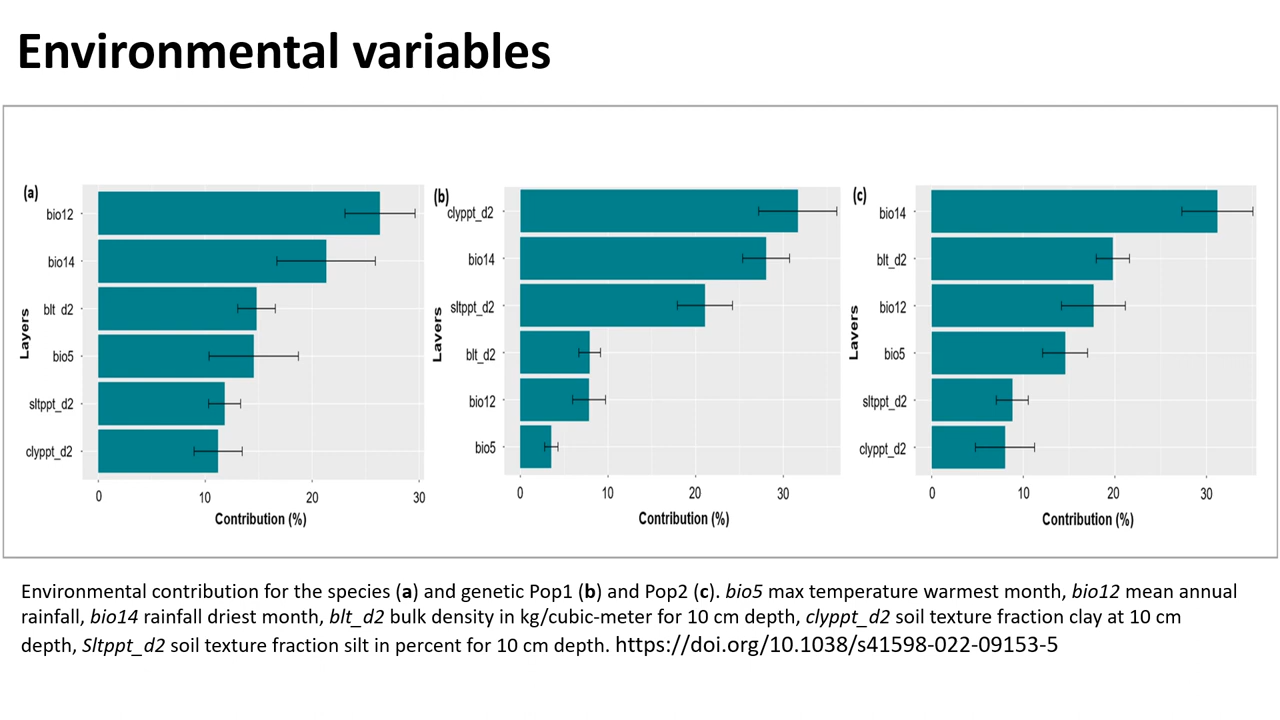 Environmental variables
(a)
bio12
bio14
blt d2
bio5
sltppt_d2
clyppt_d2
Layers
0 10 20 30
Contribution (%)
(b)
clyppt_d2
bio14
sltppt_d2
blt_d2
bio12
bio5
Layers
0 10 20 30
Contribution (%)
(c)
bio14
blt_d2
bio12
bio5
sltppt_d2
clyppt_d2
Layers
0 10 20 30
Contribution (%)
Environmental contribution for the species (a) and genetic Pop1 (b) and Pop2 (c). bio5 max temperature warmest month, bio12 mean annual
rainfall, bio14 rainfall driest month, blt_d2 bulk density in kg/cubic-meter for 10 cm depth, clyppt_d2 soil texture fraction clay at 10 cm
depth, Sltppt_d2 soil texture fraction silt in percent for 10 cm depth. https://doi.org/10.1038/s41598-022-09153-5